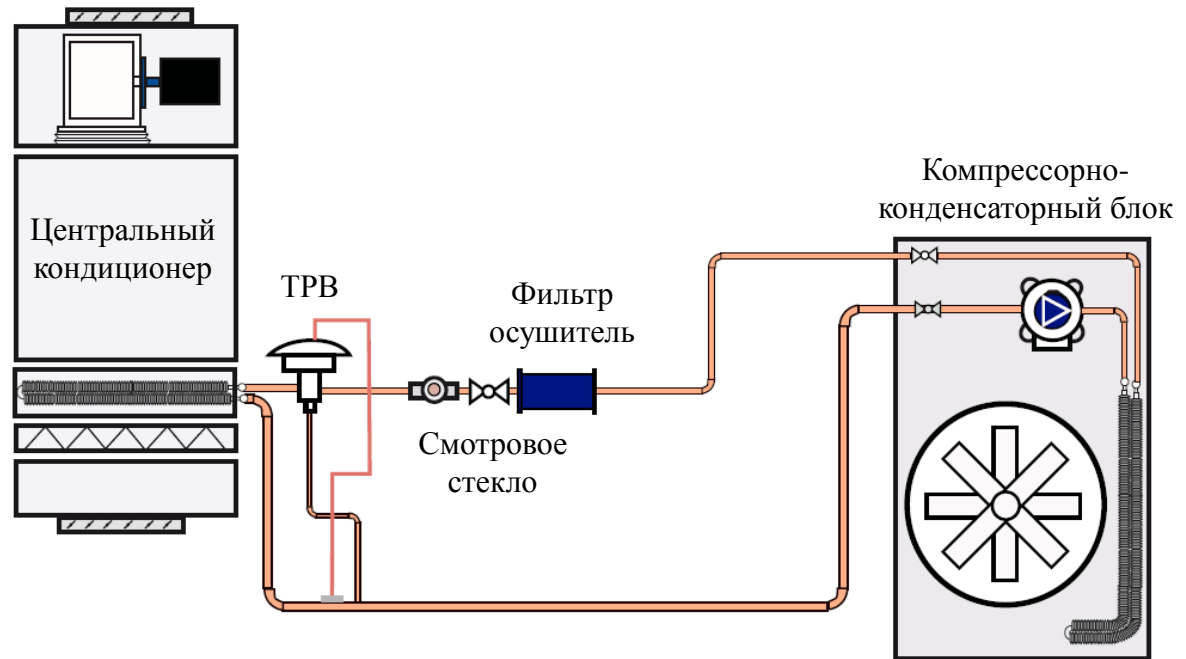 Компрессорно-
конденсаторный блок
Центральный
кондиционер
ТРВ
Фильтр
осушитель
Смотровое
стекло